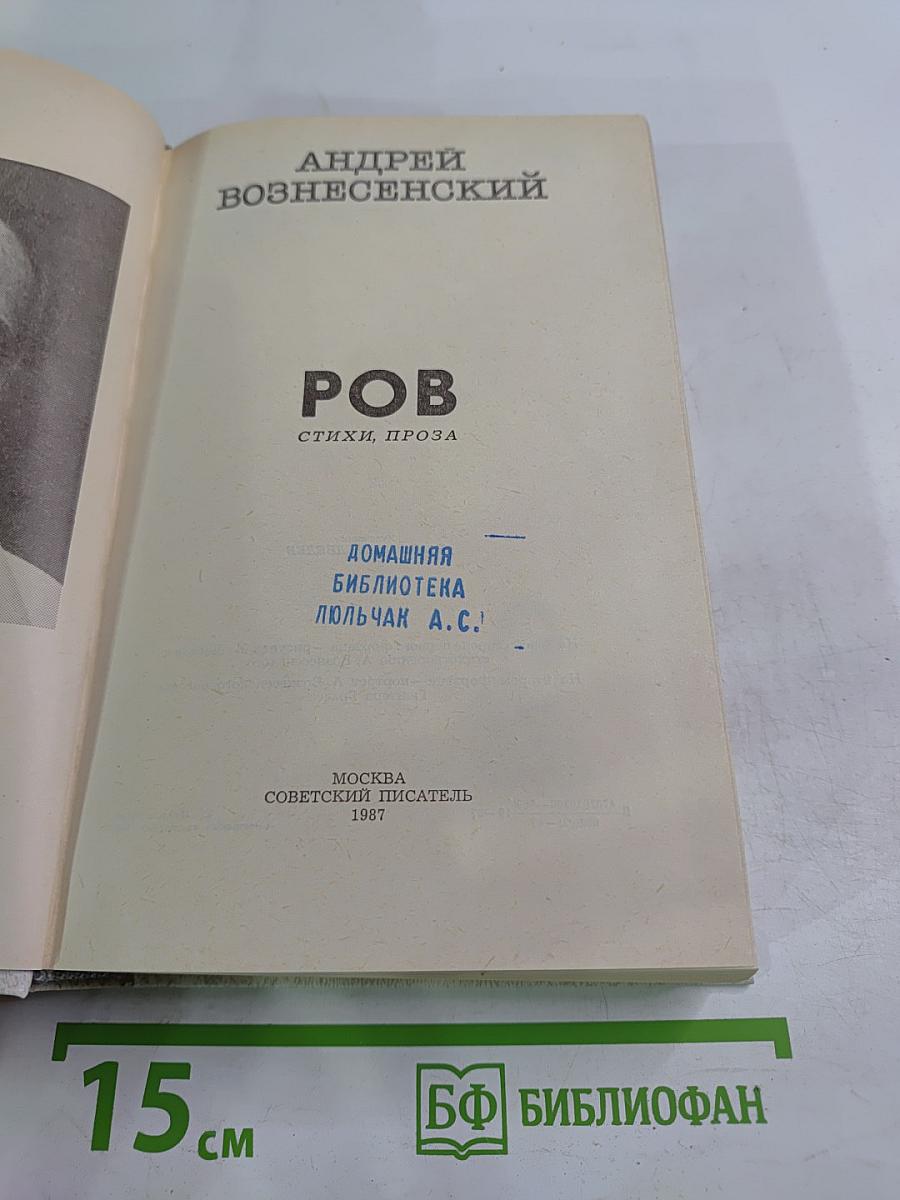 АНДРЕЙ
ВОЗНЕСЕНСКИЙ
РОВ
СТИХИ, ПРОЗА
ДОМАШНЯЯ
БИБЛИОТЕКА
ЛЮЛЬЧАК А.С.
МОСКВА
СОВЕТСКИЙ ПИСАТЕЛЬ
1987
15 см
БФ БИБЛИОФАН